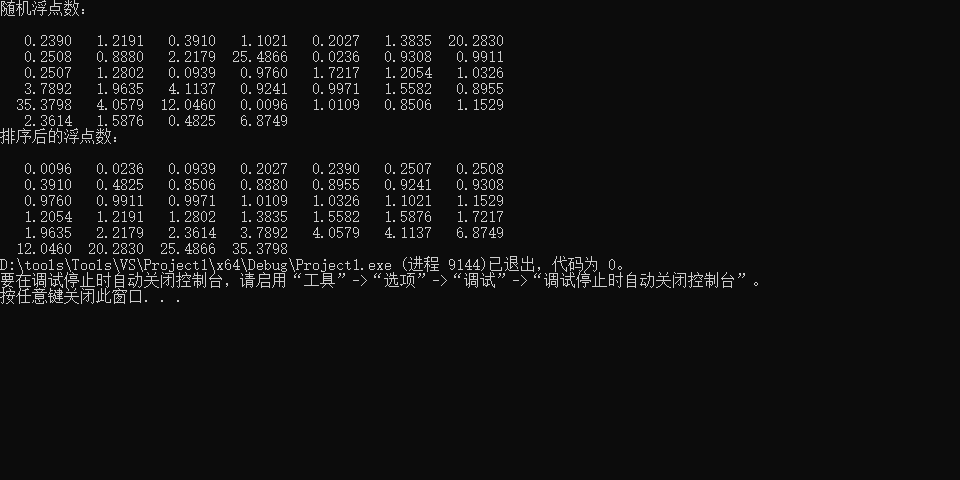 随机浮点数：
0.2390 1.2191 0.3910 1.1021 0.2027 1.3835 20.2830
0.2508 0.8880 2.2179 25.4866 0.0236 0.9308 0.9911
0.2507 1.2802 0.0939 0.9760 1.7217 1.2054 1.0326
3.7892 1.9635 4.1137 0.9241 0.9971 1.5582 0.8955
35.3798 4.0579 12.0460 0.0096 1.0109 0.8506 1.1529
2.3614 1.5876 0.4825 6.8749
排序后的浮点数：
0.0096 0.0236 0.0939 0.2027 0.2390 0.2507 0.2508
0.3910 0.4825 0.8506 0.8880 0.8955 0.9241 0.9308
0.9760 0.9911 0.9971 1.0109 1.0326 1.1021 1.1529
1.2054 1.2191 1.2802 1.3835 1.5582 1.5876 1.7217
1.9635 2.2179 2.3614 3.7892 4.0579 4.1137 6.8749
12.0460 20.2830 25.4866 35.3798
D:\tools\Tools\VS\Project1\x64\Debug\Project1.exe (进程 9144)已退出，代码为 0。
要在调试停止时自动关闭控制台，请启用“工具”->“选项”->“调试”->“调试停止时自动关闭控制台”。
按任意键关闭此窗口. . .